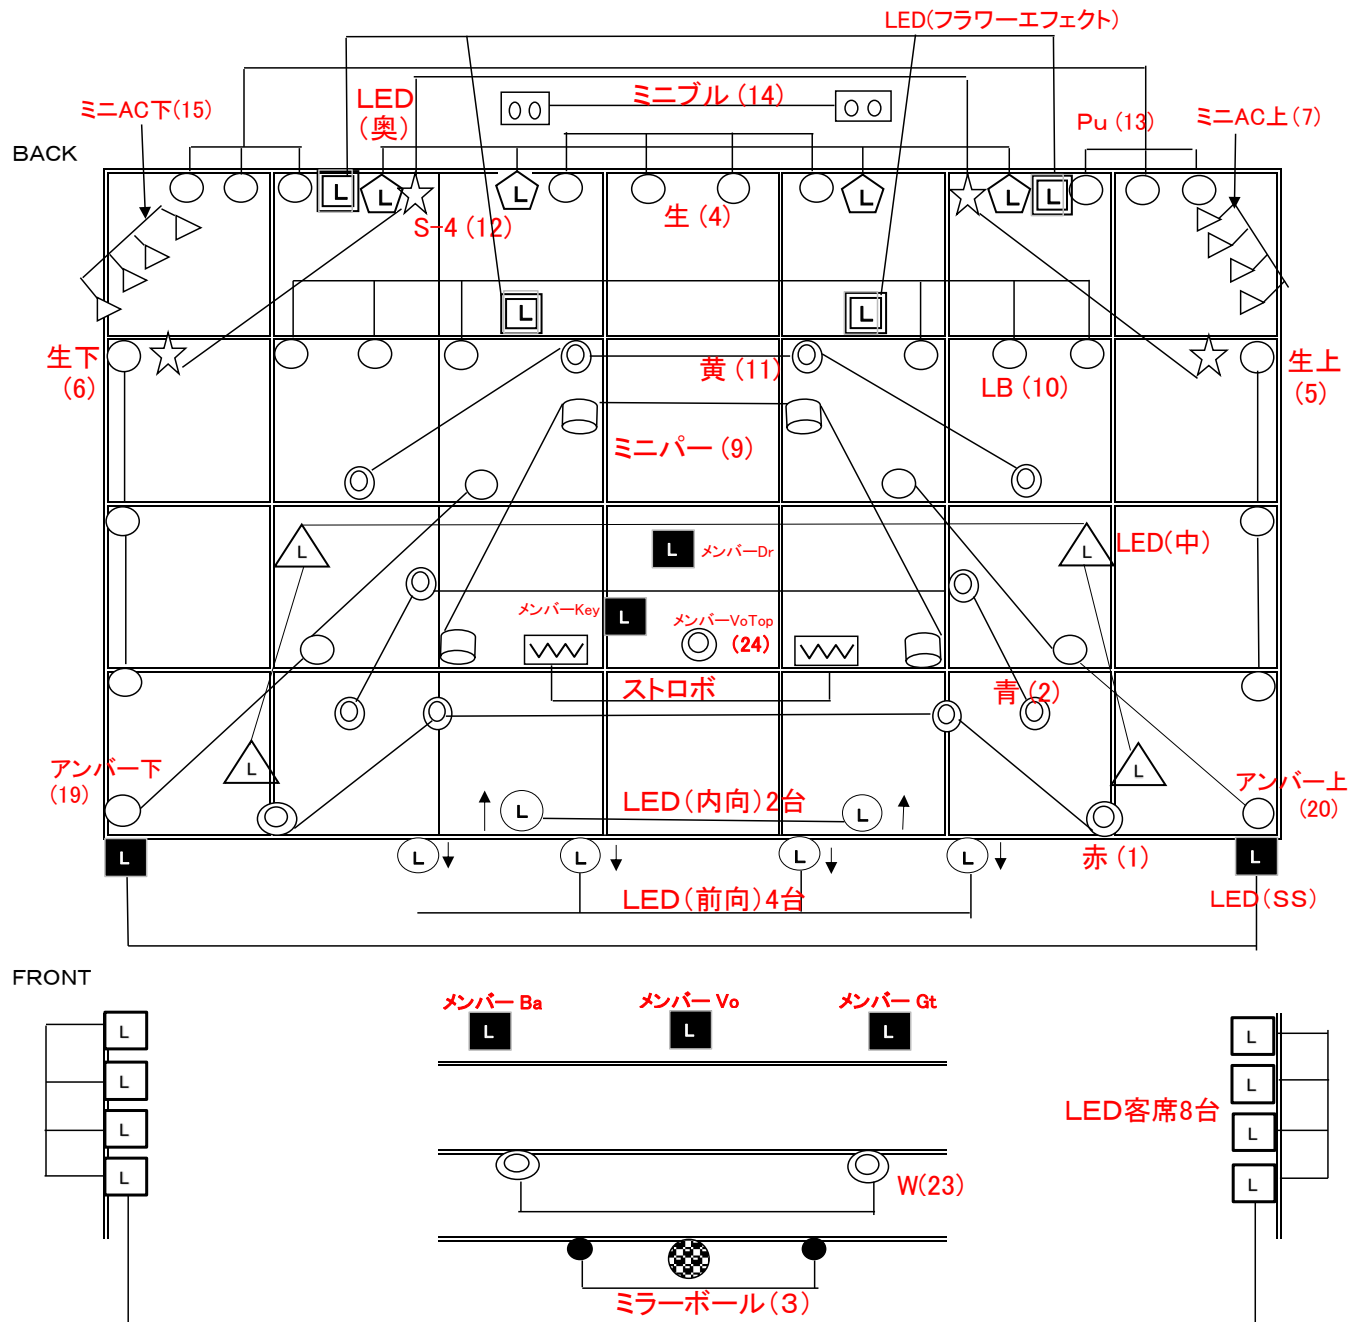 LED(フラワーエフェクト)
ミニAC下(15)
LED
(奥)
ミニブル (14)
Pu (13)
ミニAC上 (7)
BACK
L
L
L
L
L
L
S-4 (12)
生 (4)
L
L
生下
(6)
黄 (11)
LB (10)
生上
(5)
ミニパー (9)
L
L
メンバーDr
L
LED(中)
メンバーKey
L
メンバーVoTop
(24)
ストロボ
青 (2)
アンバー下
(19)
L
L
アンバー上
(20)
LED(内向)2台
L
L
L
L
L
L
L
L
赤 (1)
LED(前向)4台
LED(SS)
FRONT
メンバー Ba
メンバー Vo
メンバー Gt
L
L
L
L
L
L
L
LED客席8台
L
L
L
L
W(23)
ミラーボール(3)